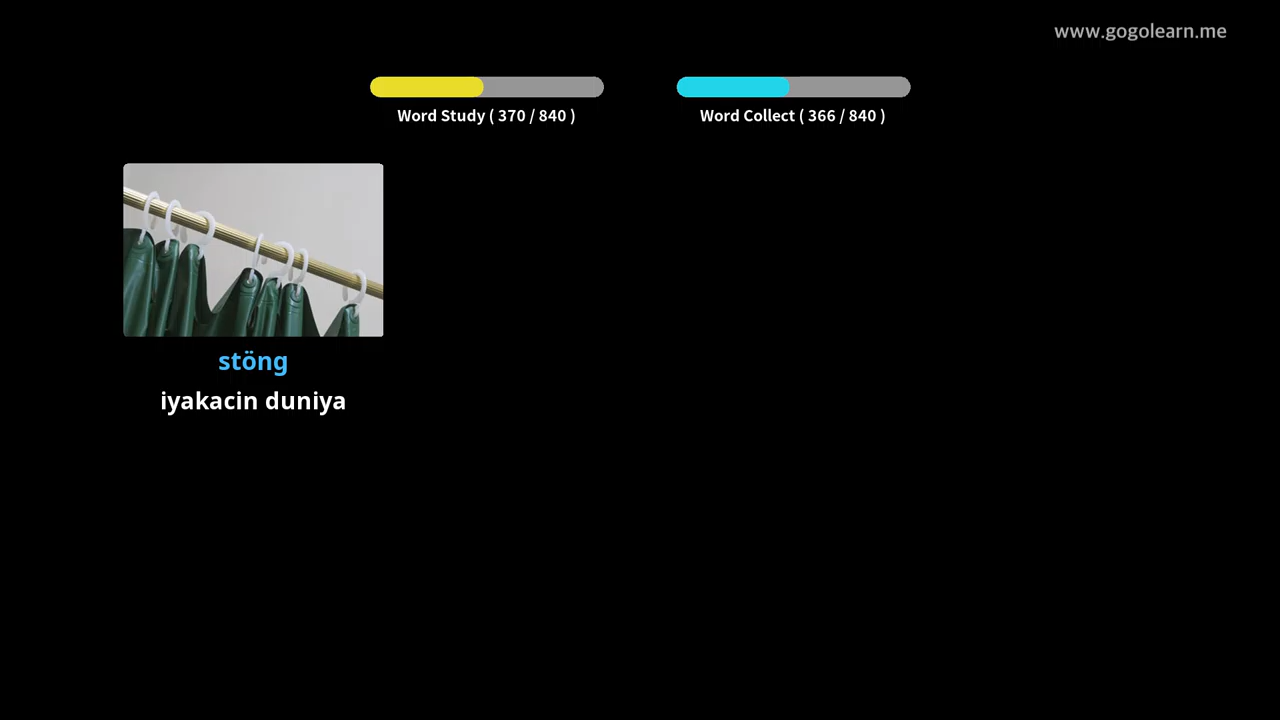 www.gogolearn.me
Word Study ( 370 / 840 )
Word Collect ( 366 / 840 )
stöng
iyakacin duniya